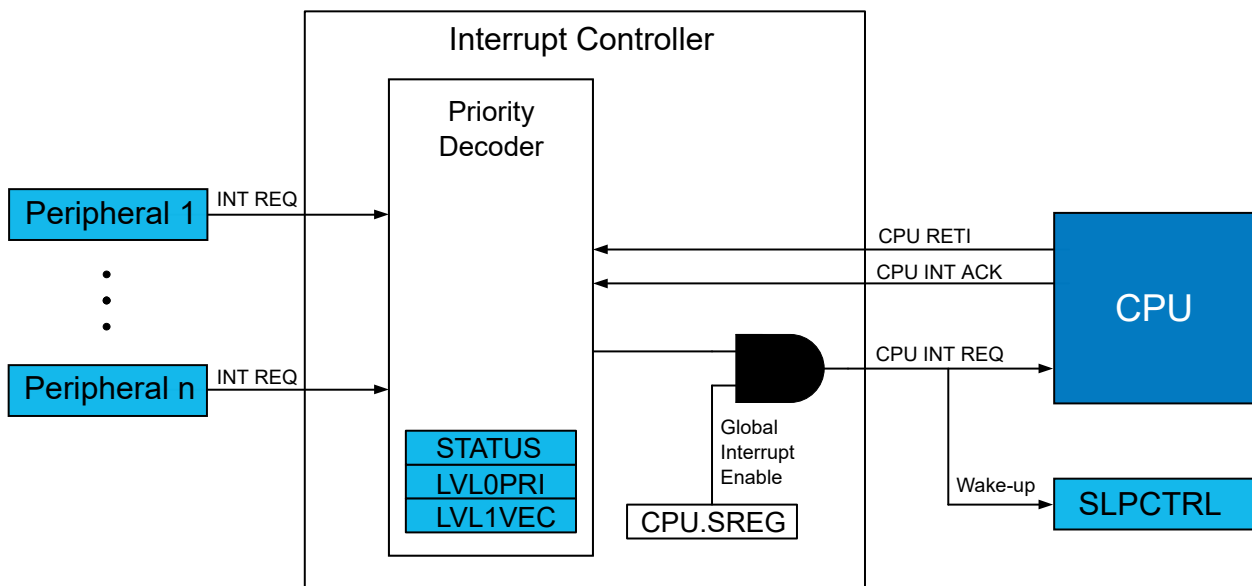 Interrupt Controller
Priority
Decoder
Peripheral 1
INT REQ
Peripheral n
INT REQ
STATUS
LVL0PRI
LVL1VEC
CPU RETI
CPU INT ACK
CPU INT REQ
CPU
Global
Interrupt
Enable
CPU.SREG
Wake-up
SLPCTRL